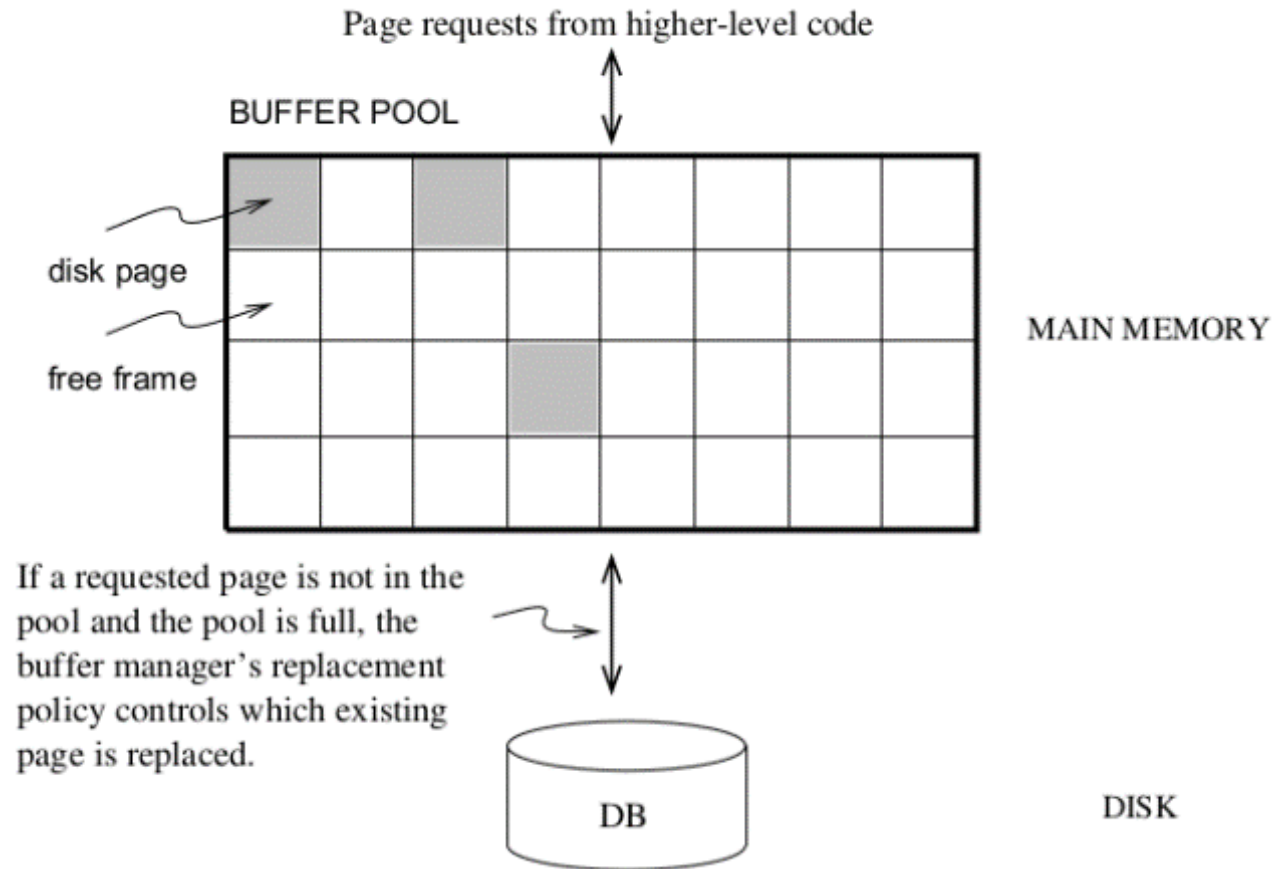 Page requests from higher-level code
BUFFER POOL
disk page
free frame
MAIN MEMORY
If a requested page is not in the
pool and the pool is full, the
buffer manager’s replacement
policy controls which existing
page is replaced.
DB
DISK